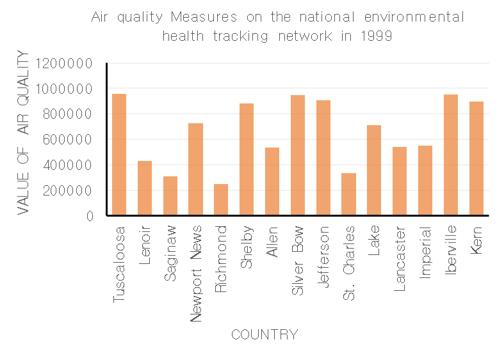 Air quality Measures on the national environmental
health tracking network in 1999
VALUE OF AIR QUALITY
1200000
1000000
800000
600000
400000
200000
0
Tuscaloosa
Lenoir
Saginaw
Newport News
Richmond
Shelby
Allen
Silver Bow
Jefferson
St. Charles
Lake
Lancaster
Imperial
Iberville
Kern
COUNTRY